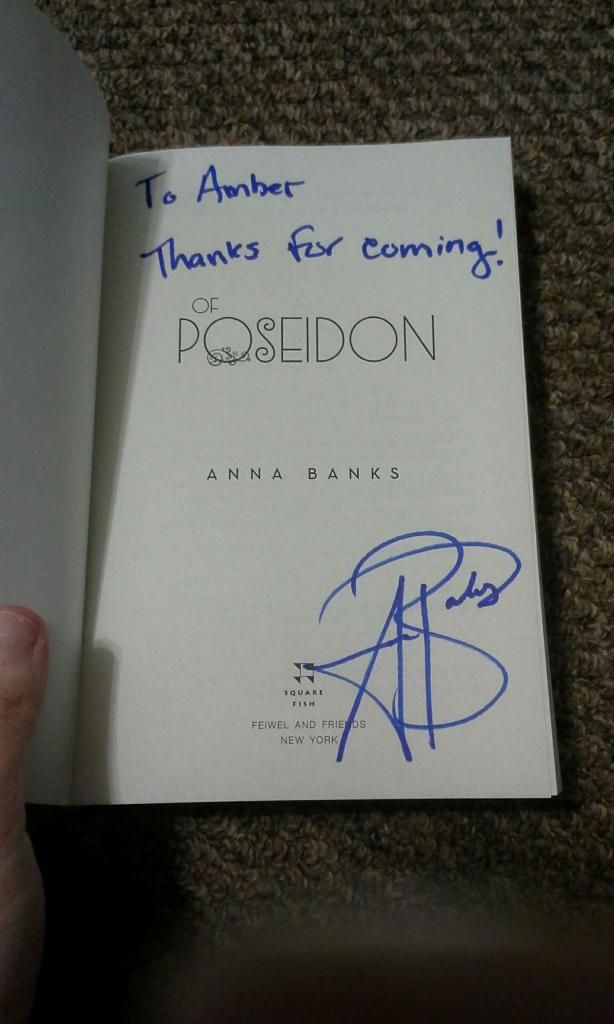 To Amber
Thanks for coming!
OF
POSEIDON
ANNA BANKS
SQUARE
FISH
FEIWEL AND FRIENDS
NEW YORK